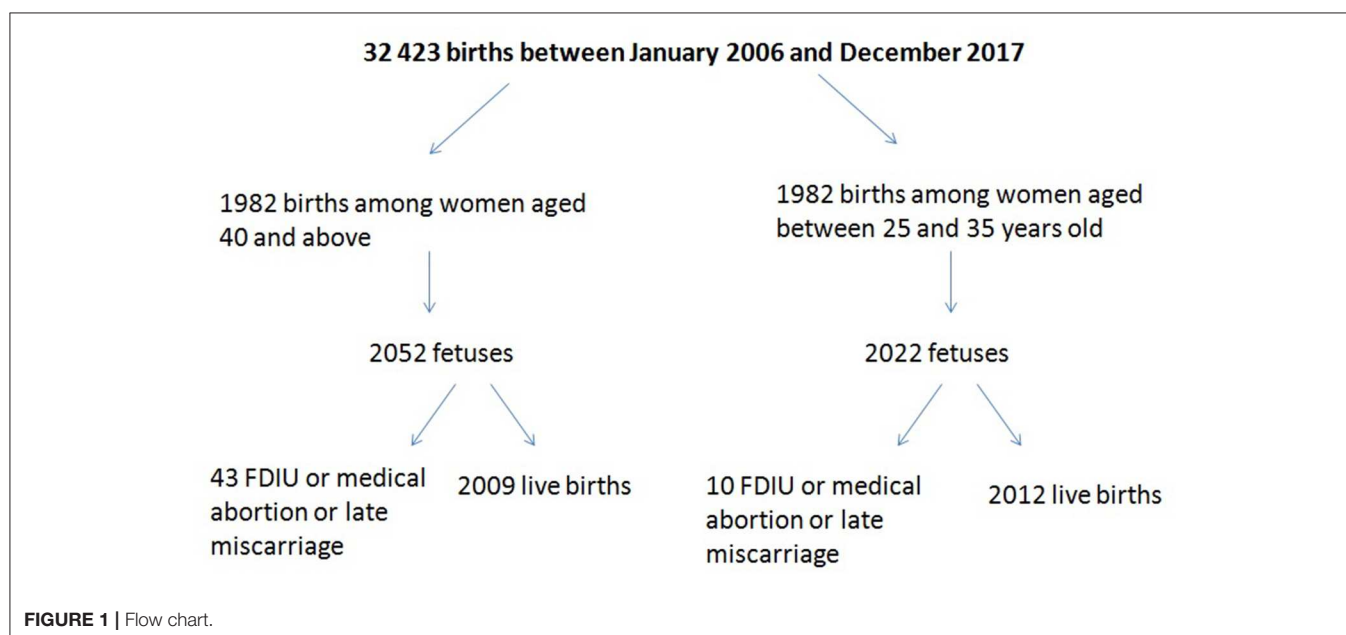 32 423 births between January 2006 and December 2017
1982 births among women aged
40 and above
1982 births among women aged
between 25 and 35 years old
2052 fetuses
2022 fetuses
43 FDIU or medical
abortion or late
miscarriage
2009 live births
10 FDIU or medical
abortion or late
miscarriage
2012 live births
FIGURE 1 | Flow chart.